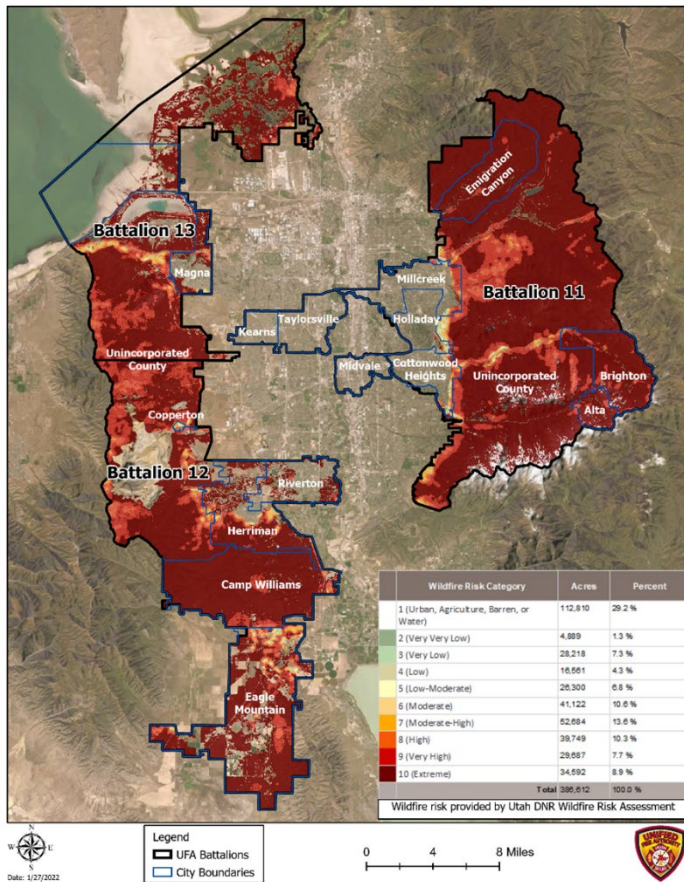 Emigration
Canyon
Battalion 13
Magna
Millcreek
Battalion 11
Taylorsville
Holladay
Kearns
Unincorporated
County
Midvale
Cottonwood
Heights
Unincorporated
County
Brighton
Alta
Copperton
Battalion 12
Riverton
Herriman
Camp Williams
Eagle
Mountain
Wildfire Risk Category Acres Percent
1 (Urban, Agriculture, Barren, or
Water) 112,810 29.2 %
2 (Very Very Low) 4,889 1.3 %
3 (Very Low) 28,218 7.3 %
4 (Low) 16,561 4.3 %
5 (Low-Moderate) 26,300 6.8 %
6 (Moderate) 41,122 10.6 %
7 (Moderate-High) 52,684 13.6 %
8 (High) 39,749 10.3 %
9 (Very High) 29,687 7.7 %
10 (Extreme) 34,592 8.9 %
Total 386,612 100.0 %
Wildfire risk provided by Utah DNR Wildfire Risk Assessment
N
W E
S
Date: 1/27/2022
Legend
UFA Battalions
City Boundaries
0 4 8 Miles
UNIFIED
FIRE AUTHORITY